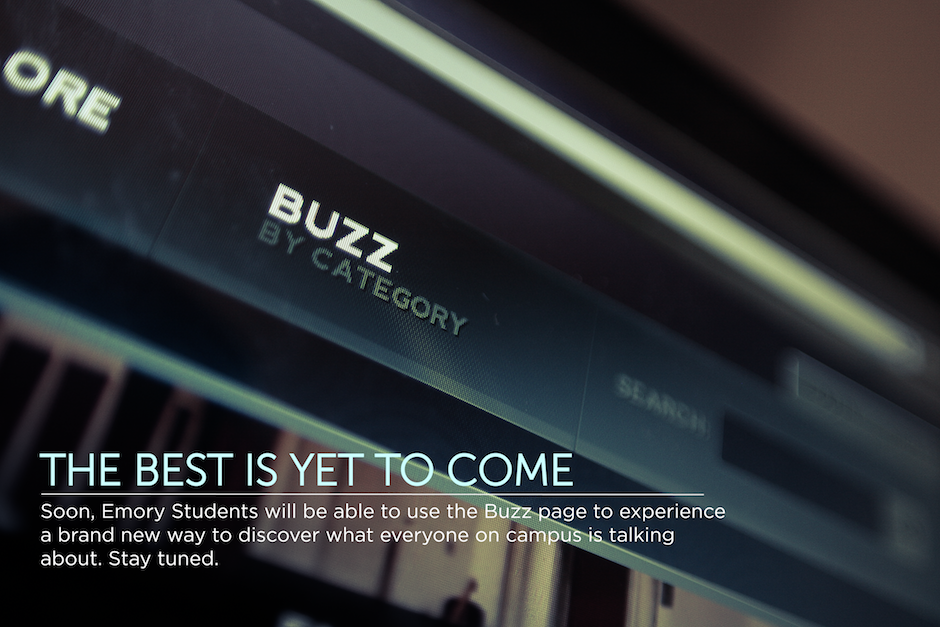 ORE
BUZZ
BY CATEGORY
SEARCH
THE BEST IS YET TO COME
Soon, Emory Students will be able to use the Buzz page to experience
a brand new way to discover what everyone on campus is talking
about. Stay tuned.